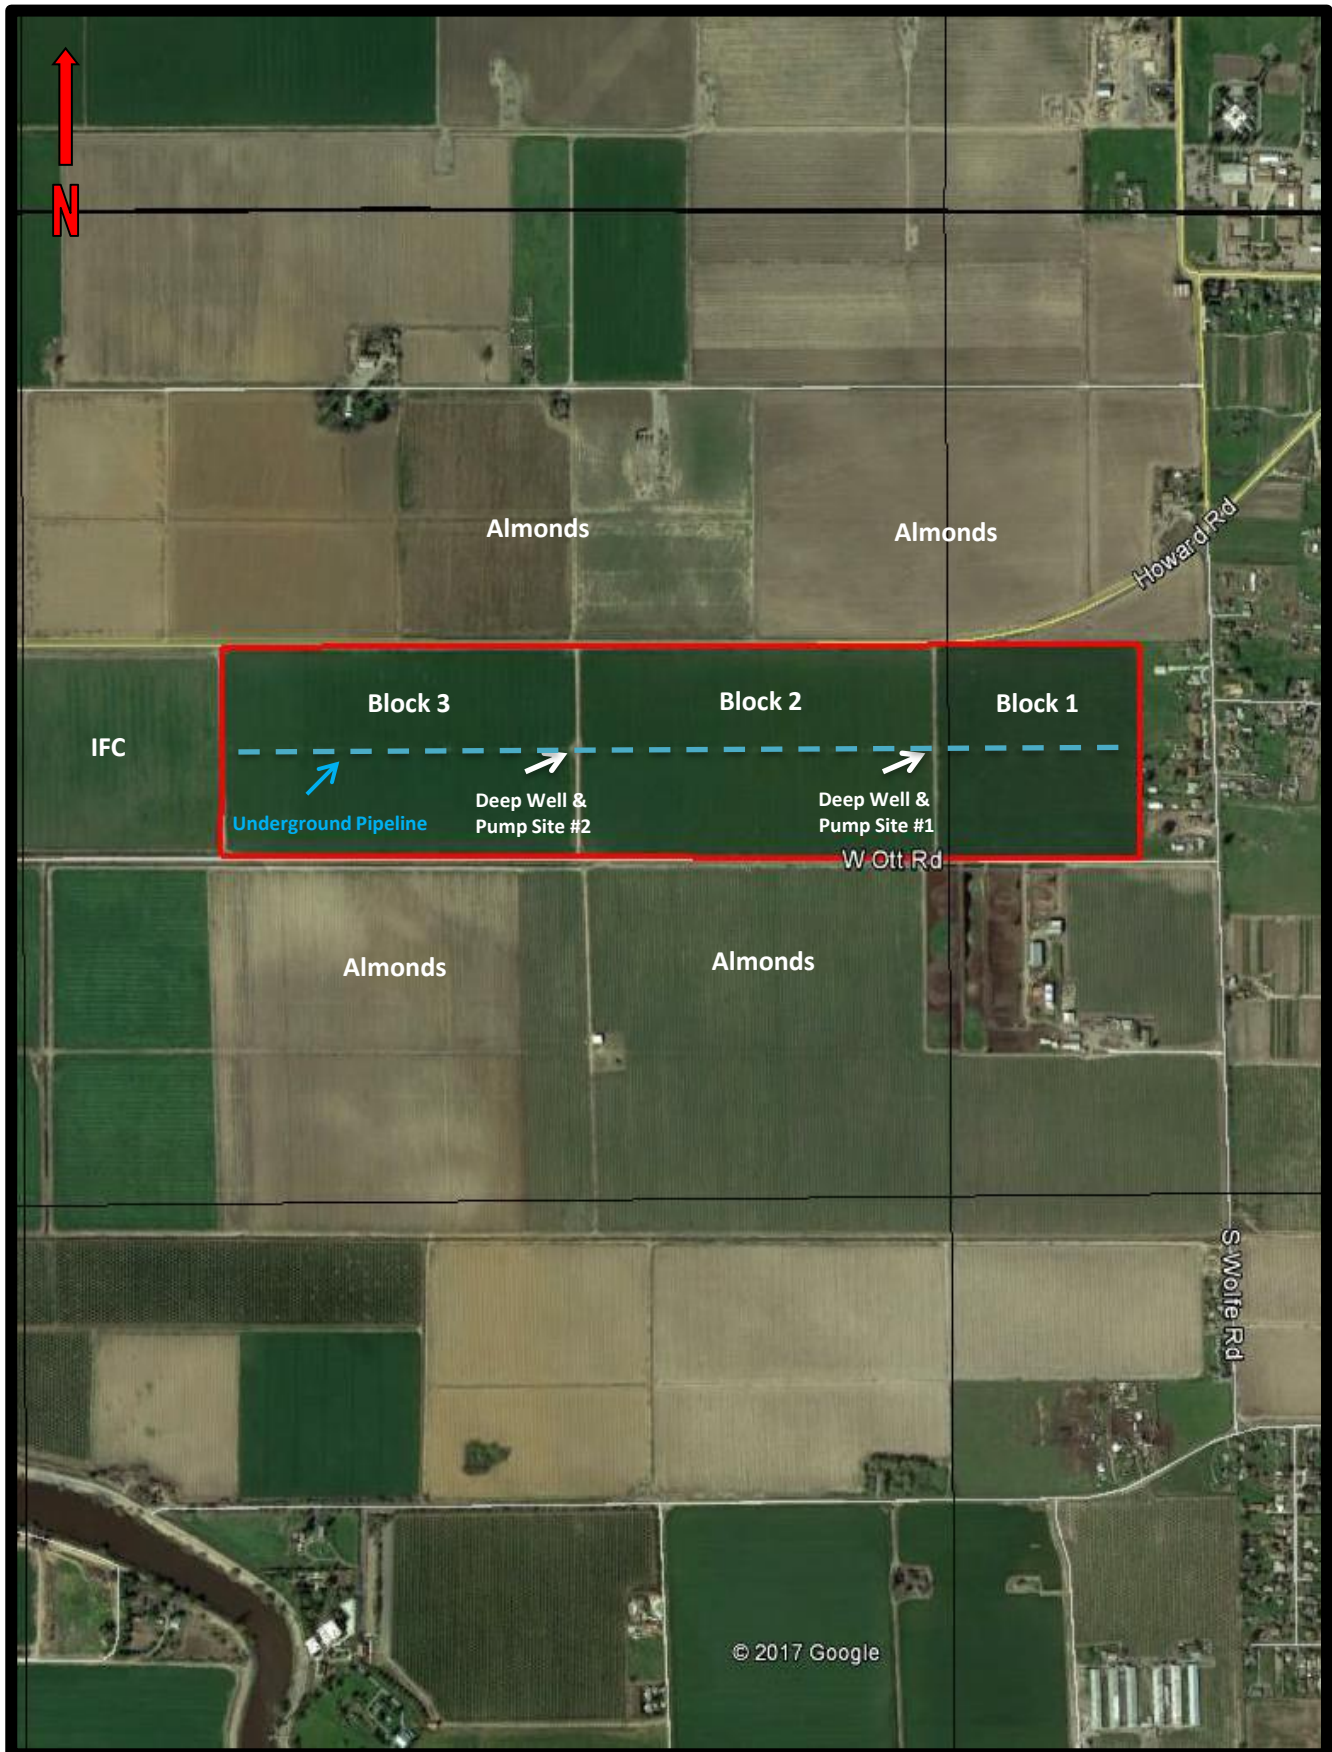 N
Almonds
Almonds
Howard Rd
Block 3
Block 2
Block 1
IFC
Deep Well &
Pump Site #2
Deep Well &
Pump Site #1
Underground Pipeline
W Ott Rd
Almonds
Almonds
S Wolfe Rd
© 2017 Google